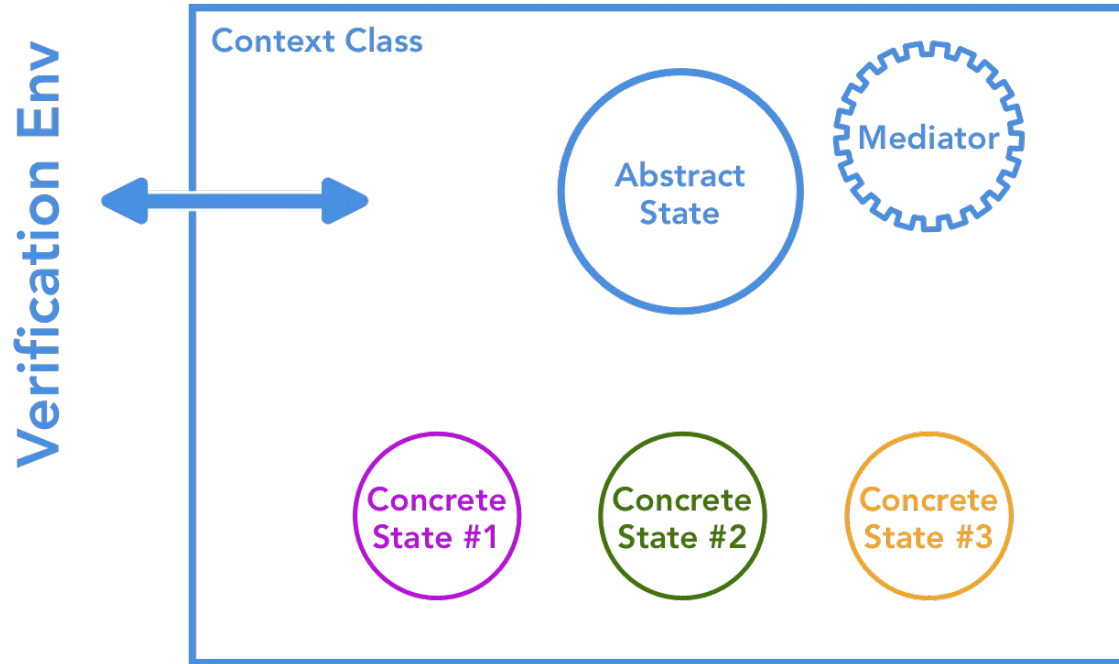 Verification Env
Context Class
Mediator
Abstract
State
Concrete
State #1
Concrete
State #2
Concrete
State #3